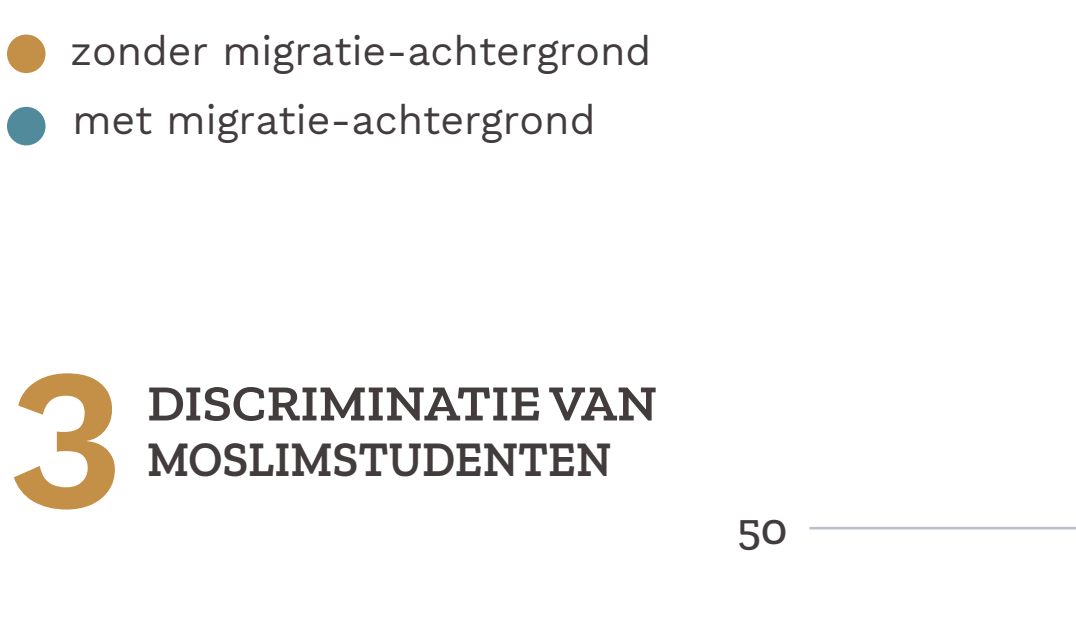 zonder migratie-achtergrond
met migratie-achtergrond
3
DISCRIMINATIE VAN
MOSLIMSTUDENTEN
50